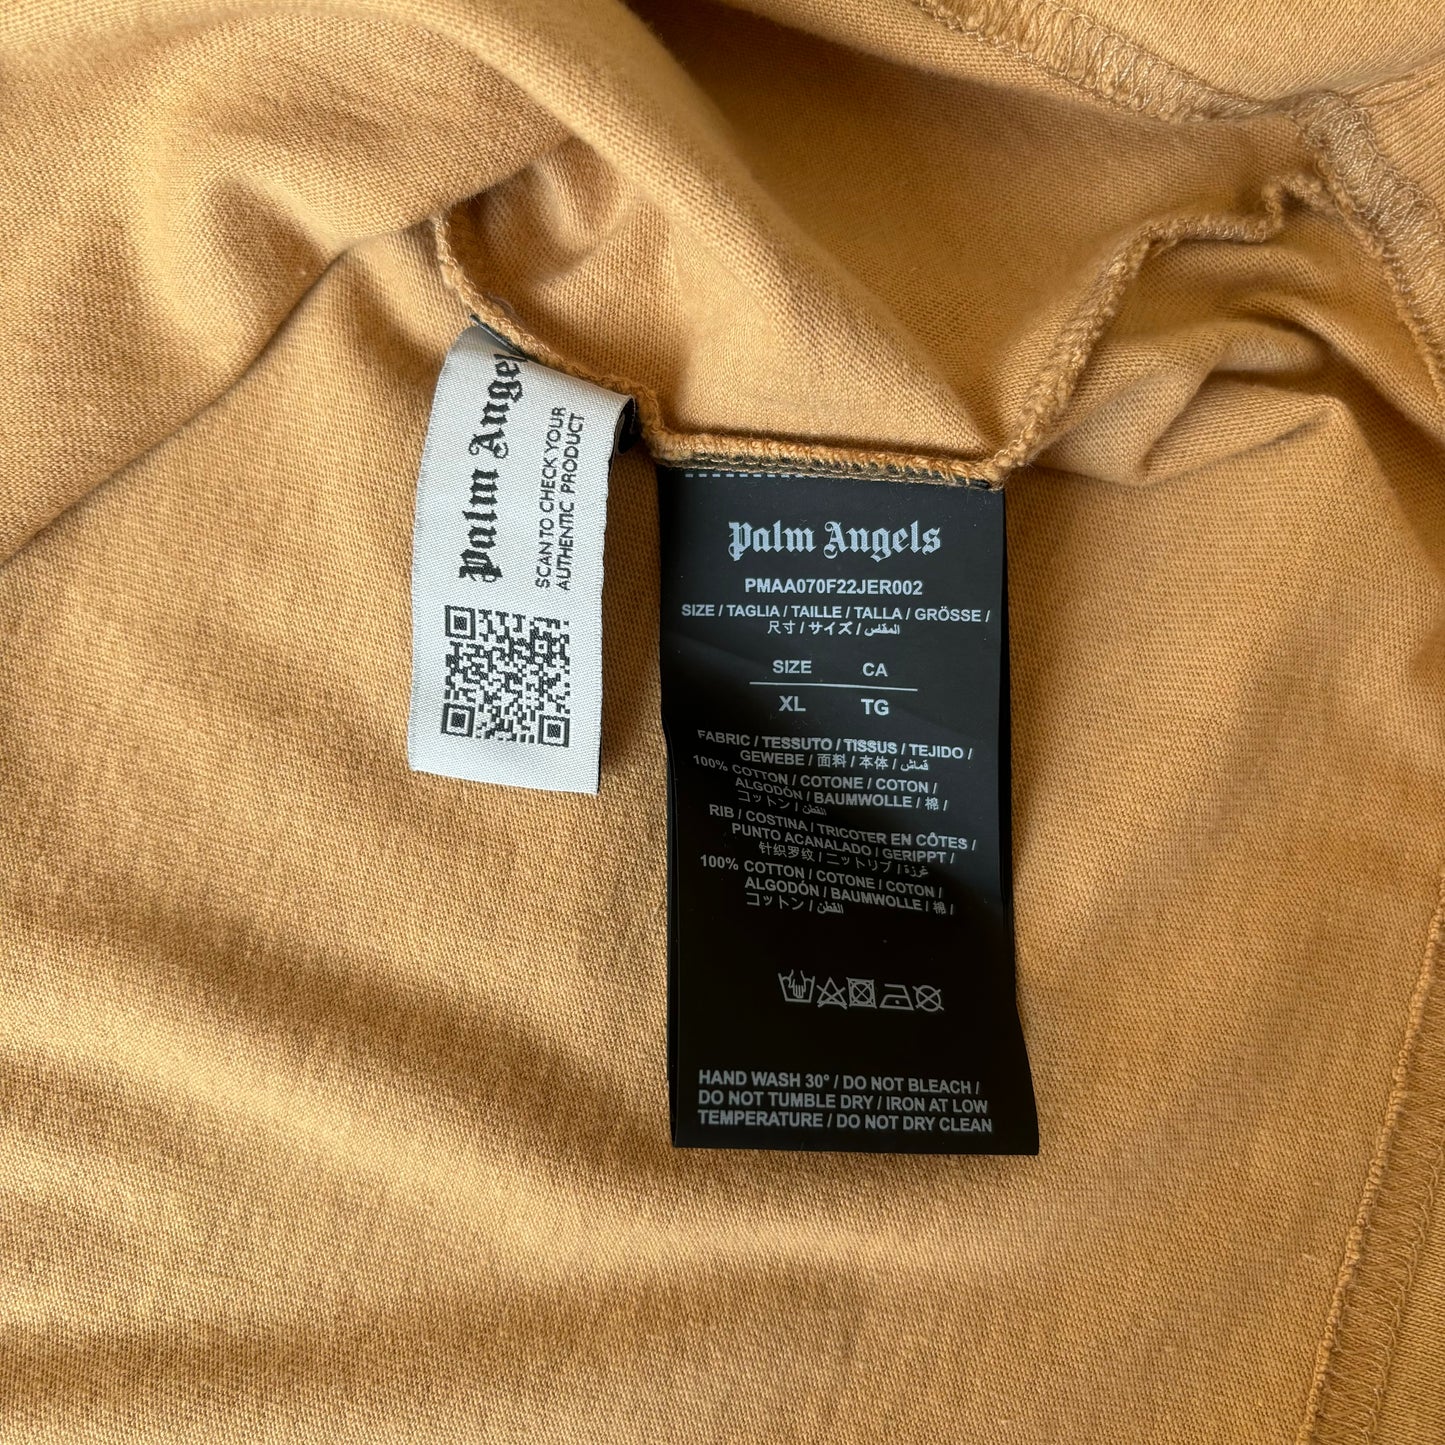 Palm Angels
SCAN TO CHECK YOUR
AUTHENTIC PRODUCT
Palm Angels
PMAA070F22JER002
SIZE / TAGLIA / TAILLE / TALLA / GRÖSSE /
尺寸 / サイズ / المقاس
SIZE CA
XL TG
FABRIC / TESSUTO / TISSUS / TEJIDO /
GEWEBE / 面料 / 本体 / قماش
100% COTTON / COTONE / COTON /
ALGODÓN / BAUMWOLLE / 棉 /
コットン / القطن
RIB / COSTINA / TRICOTER EN CÔTES /
PUNTO ACANALADO / GERIPPT /
针织罗纹 / ニットリブ / غرزة
100% COTTON / COTONE / COTON /
ALGODÓN / BAUMWOLLE / 棉 /
コットン / القطن
HAND WASH 30° / DO NOT BLEACH /
DO NOT TUMBLE DRY / IRON AT LOW
TEMPERATURE / DO NOT DRY CLEAN